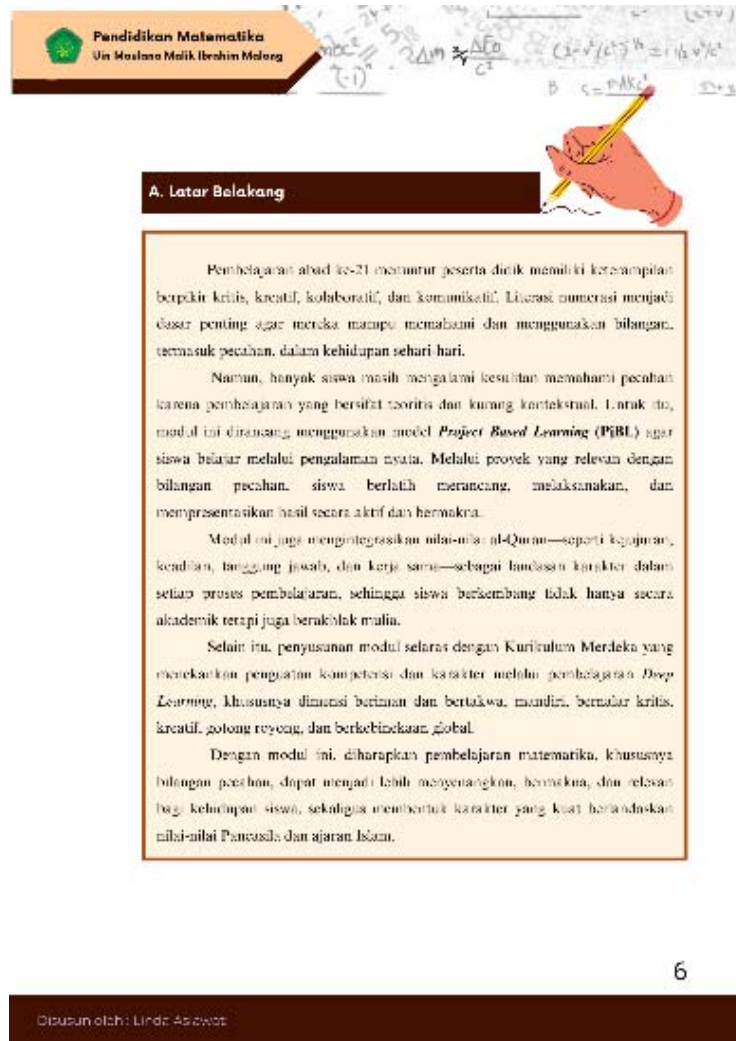 Pendidikan Matematika
Uin Maulana Malik Ibrahim Malang
A. Latar Belakang
Pembelajaran abad ke-21 menuntut peserta didik memiliki keterampilan
berpikir kritis, kreatif, kolaboratif, dan komunikatif. Literasi numerasi menjadi
dasar penting agar mereka mampu memahami dan menggunakan bilangan,
termasuk pecahan, dalam kehidupan sehari-hari.
Namun, banyak siswa masih mengalami kesulitan memahami pecahan
karena pembelajaran yang bersifat teoritis dan kurang kontekstual. Untuk itu,
modul ini dirancang menggunakan model Project Based Learning (PjBL) agar
siswa belajar melalui pengalaman nyata. Melalui proyek yang relevan dengan
bilangan pecahan, siswa berlatih merancang, melaksanakan, dan
mempresentasikan hasil secara aktif dan bermakna.
Modul ini juga mengintegrasikan nilai-nilai al-Quran—seperti kejujuran,
keadilan, tanggung jawab, dan kerja sama—sebagai landasan karakter dalam
setiap proses pembelajaran, sehingga siswa berkembang tidak hanya secara
akademik tetapi juga berakhlak mulia.
Selain itu, penyusunan modul selaras dengan Kurikulum Merdeka yang
menekankan penguatan kompetensi dan karakter melalui pembelajaran Deep
Learning, khususnya dimensi beriman dan bertakwa, mandiri, bernalar kritis,
kreatif, gotong royong, dan berkebinekaan global.
Dengan modul ini, diharapkan pembelajaran matematika, khususnya
bilangan pecahan, dapat menjadi lebih menyenangkan, bermakna, dan relevan
bagi kehidupan siswa, sekaligus membentuk karakter yang kuat berlandaskan
nilai-nilai Pancasila dan ajaran Islam.
6
Disusun oleh : Linda